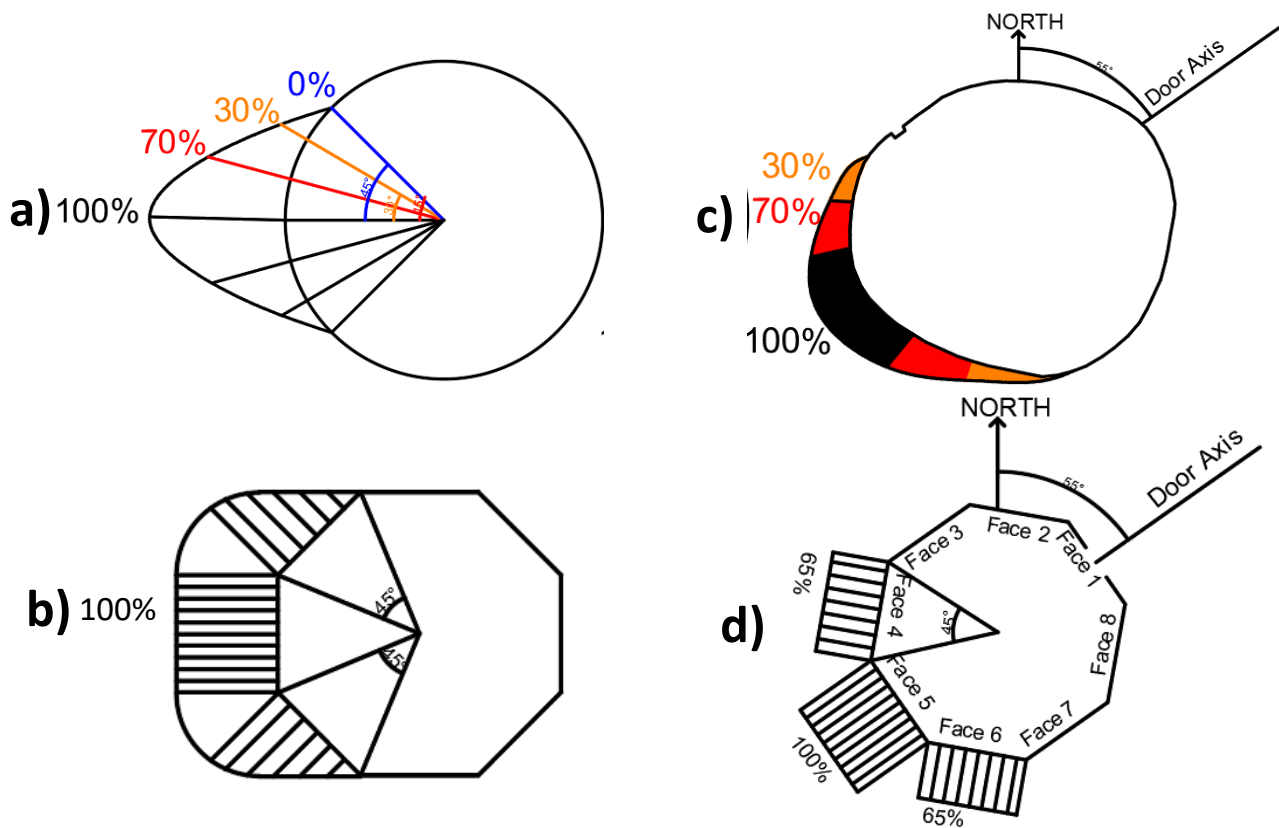 a)
0%
30%
70%
100%
45°
30°
15°
c)
NORTH
55°
Door Axis
30%
70%
100%
b)
100%
45°
45°
d)
NORTH
55°
Door Axis
Face 1
Face 2
Face 3
Face 4
Face 5
Face 6
Face 7
Face 8
45°
65%
100%
65%